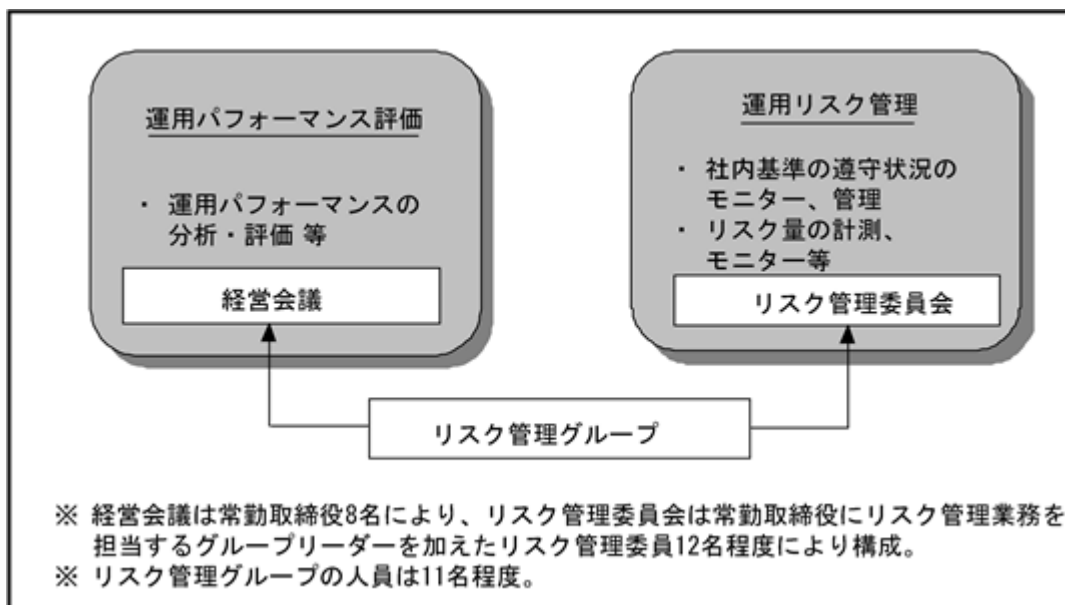 運用パフォーマンス評価
・ 運用パフォーマンスの
分析・評価 等
経営会議
運用リスク管理
・ 社内基準の遵守状況の
モニター、管理
・ リスク量の計測、
モニター等
リスク管理委員会
リスク管理グループ
※ 経営会議は常勤取締役8名により、リスク管理委員会は常勤取締役にリスク管理業務を
担当するグループリーダーを加えたリスク管理委員12名程度により構成。
※ リスク管理グループの人員は11名程度。